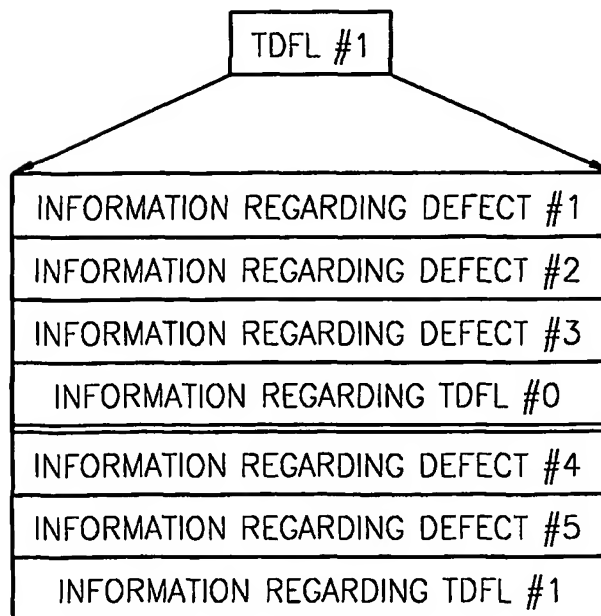 TDFL #1
INFORMATION REGARDING DEFECT #1
INFORMATION REGARDING DEFECT #2
INFORMATION REGARDING DEFECT #3
INFORMATION REGARDING TDFL #0
INFORMATION REGARDING DEFECT #4
INFORMATION REGARDING DEFECT #5
INFORMATION REGARDING TDFL #1